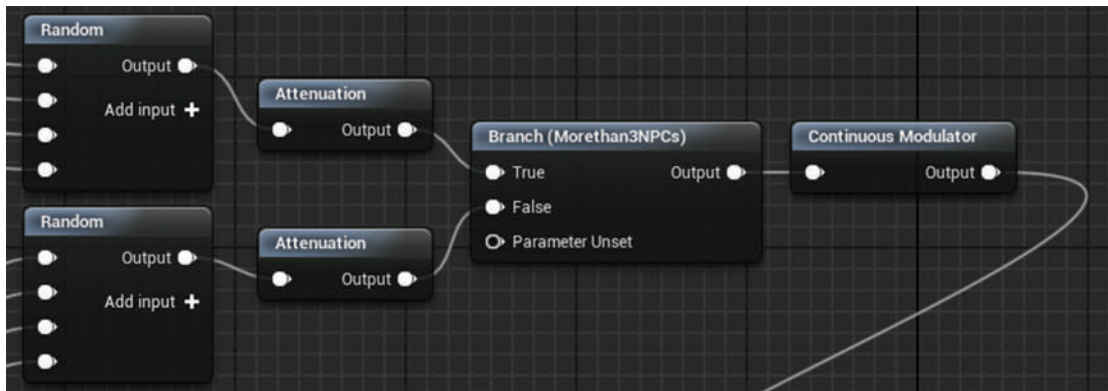 Random
Output
Add input
Attenuation
Output
Branch (Morethan3NPCs)
True
Output
False
Parameter Unset
Continuous Modulator
Output
Random
Output
Add input
Attenuation
Output